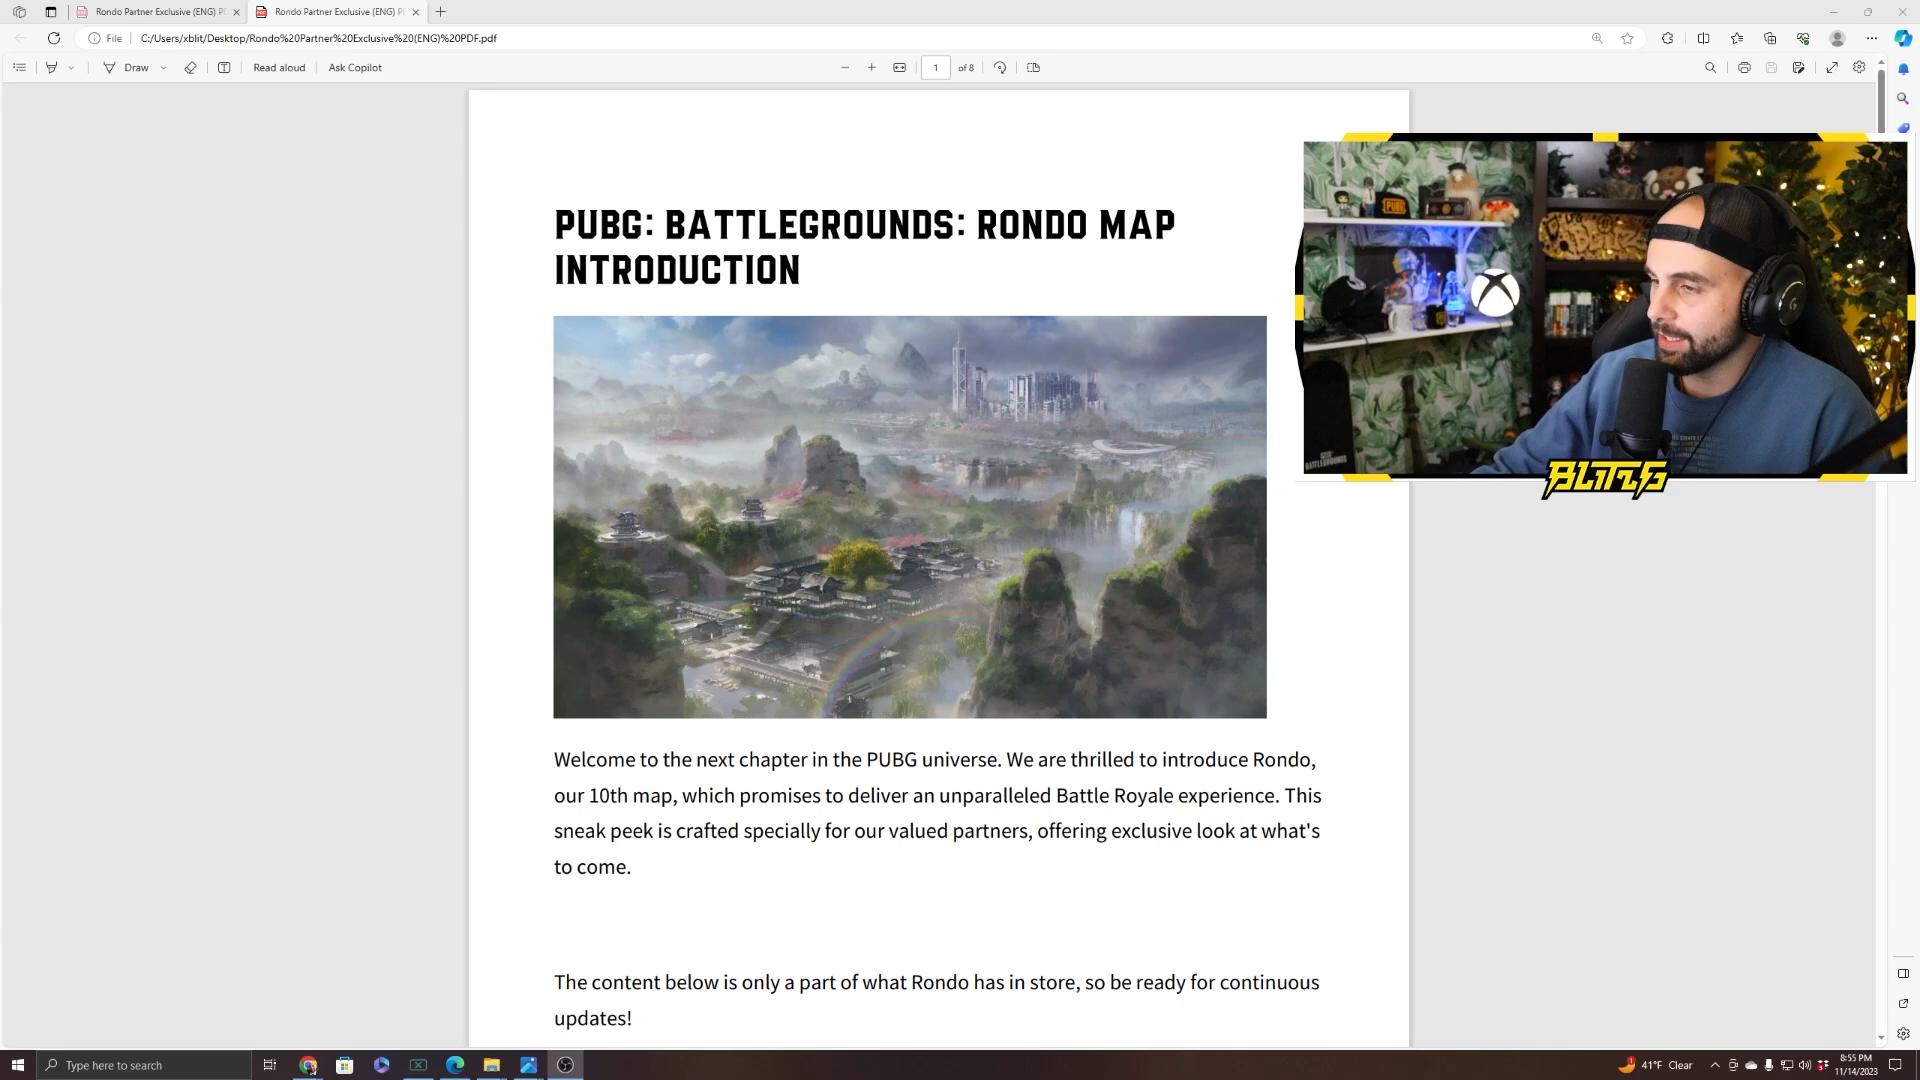 Rondo Partner Exclusive (ENG) P
Rondo Partner Exclusive (ENG) P
File
C:/Users/xblit/Desktop/Rondo%20Partner%20Exclusive%20(ENG)%20PDF.pdf
Draw
Read aloud
Ask Copilot
1
of 8
PUBG: BATTLEGROUNDS: RONDO MAP
INTRODUCTION
PUBG
BLITZ
Welcome to the next chapter in the PUBG universe. We are thrilled to introduce Rondo,
our 10th map, which promises to deliver an unparalleled Battle Royale experience. This
sneak peek is crafted specially for our valued partners, offering exclusive look at what's
to come.
The content below is only a part of what Rondo has in store, so be ready for continuous
updates!
Type here to search
41°F Clear
8:55 PM
11/14/2023